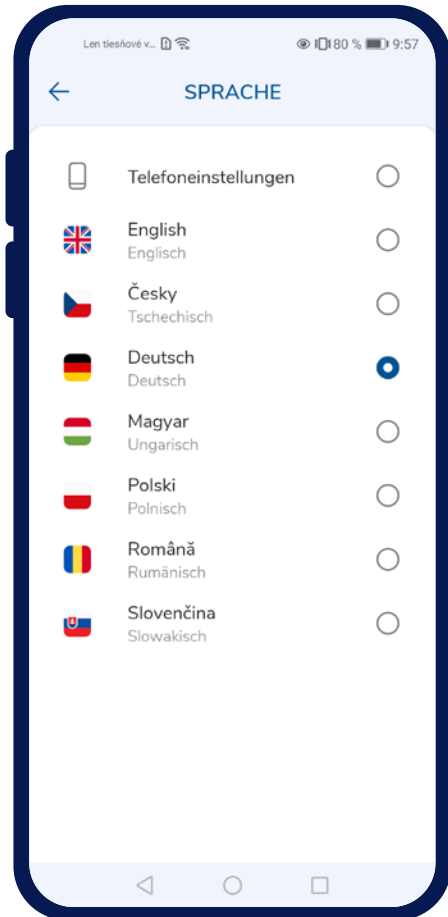 Len tiesňové v... 80 % 9:57
SPRACHE
Telefoneinstellungen
English
Englisch
Česky
Tschechisch
Deutsch
Deutsch
Magyar
Ungarisch
Polski
Polnisch
Română
Rumänisch
Slovenčina
Slowakisch